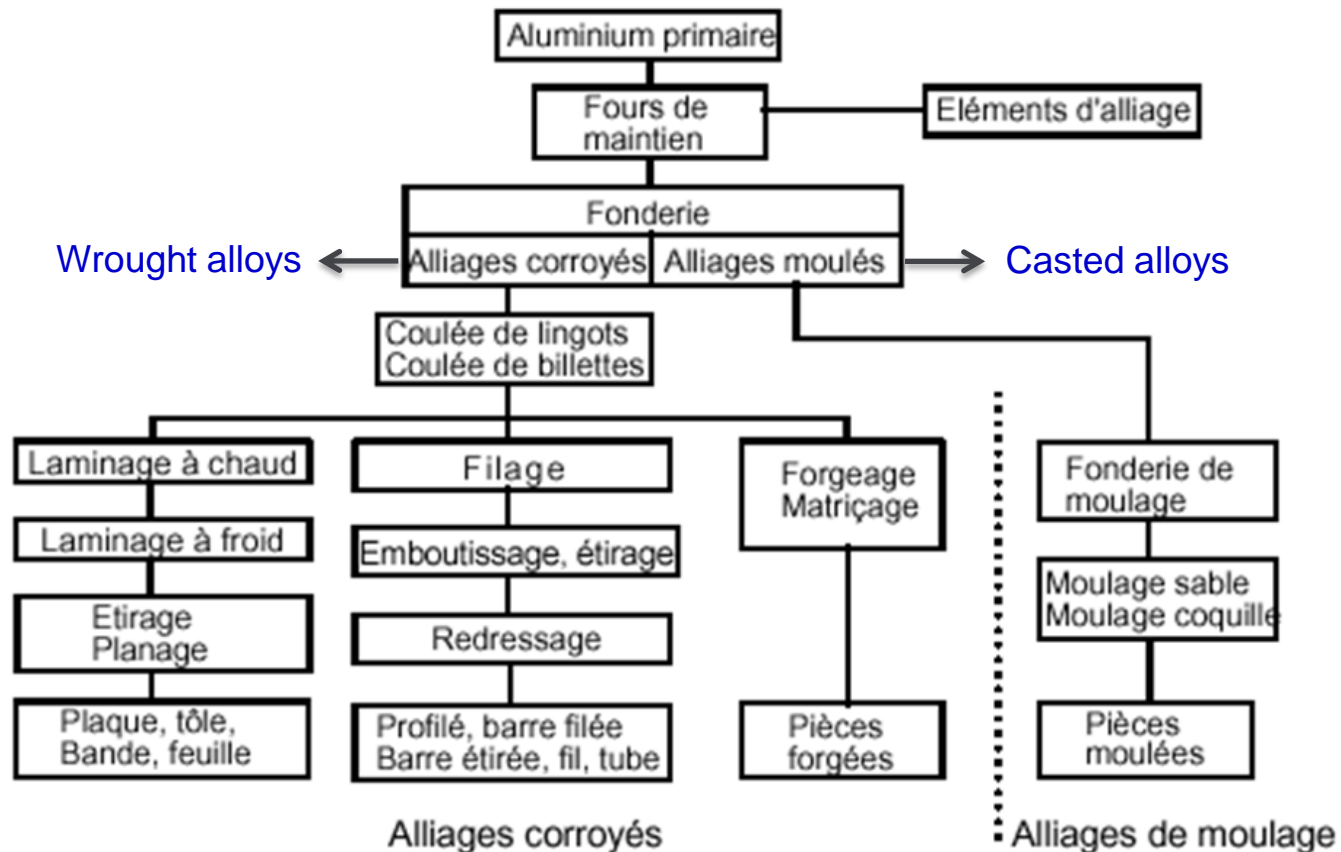 Aluminium primaire
Fours de
maintien
Eléments d'alliage
Fonderie
Wrought alloys
Alliages corroyés
Alliages moulés
Casted alloys
Coulée de lingots
Coulée de billettes
Laminage à chaud
Laminage à froid
Etirage
Planage
Plaque, tôle,
Bande, feuille
Filage
Emboutissage, étirage
Redressage
Profilé, barre filée
Barre étirée, fil, tube
Forgeage
Matriçage
Pièces
forgées
Fonderie de
moulage
Moulage sable
Moulage coquille
Pièces
moulées
Alliages corroyés
Alliages de moulage